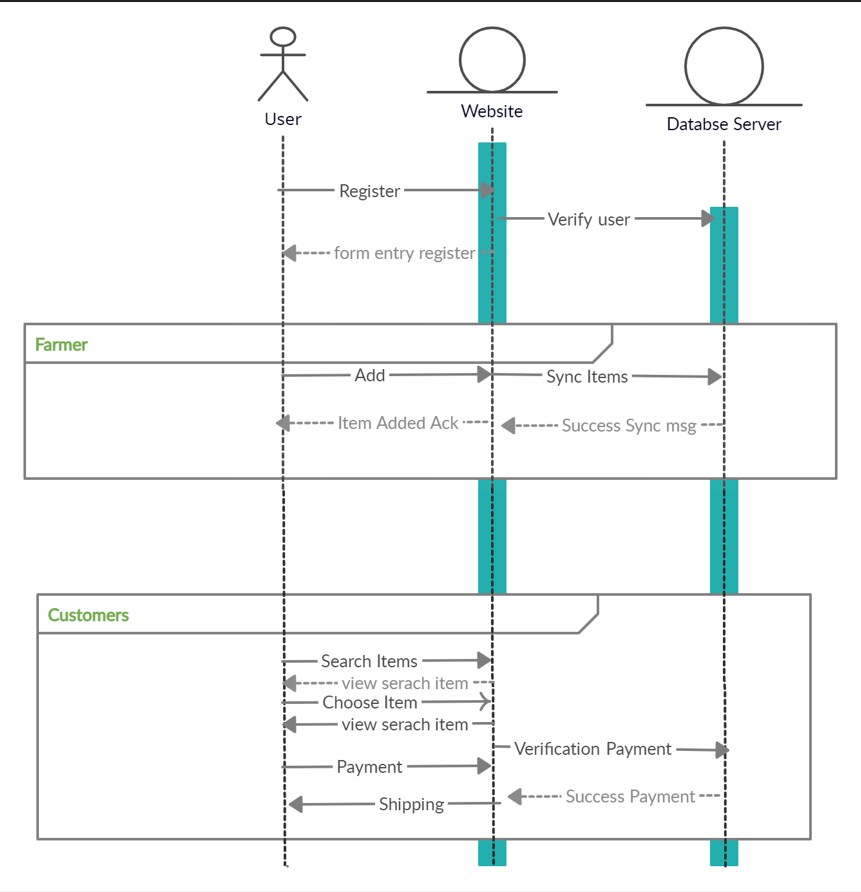 User
Website
Databse Server
Register
Verify user
form entry register
Farmer
Add
Sync Items
Item Added Ack
Success Sync msg
Customers
Search Items
view serach item
Choose Item
view serach item
Verification Payment
Payment
Success Payment
Shipping